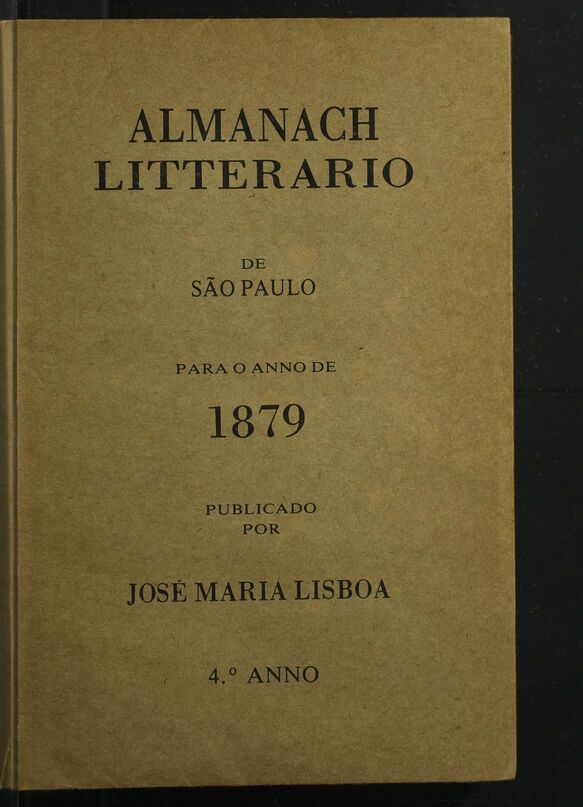 ALMANACH
LITTERARIO
DE
SÃO PAULO
PARA O ANNO DE
1879
PUBLICADO
POR
JOSÉ MARIA LISBOA
4.º ANNO